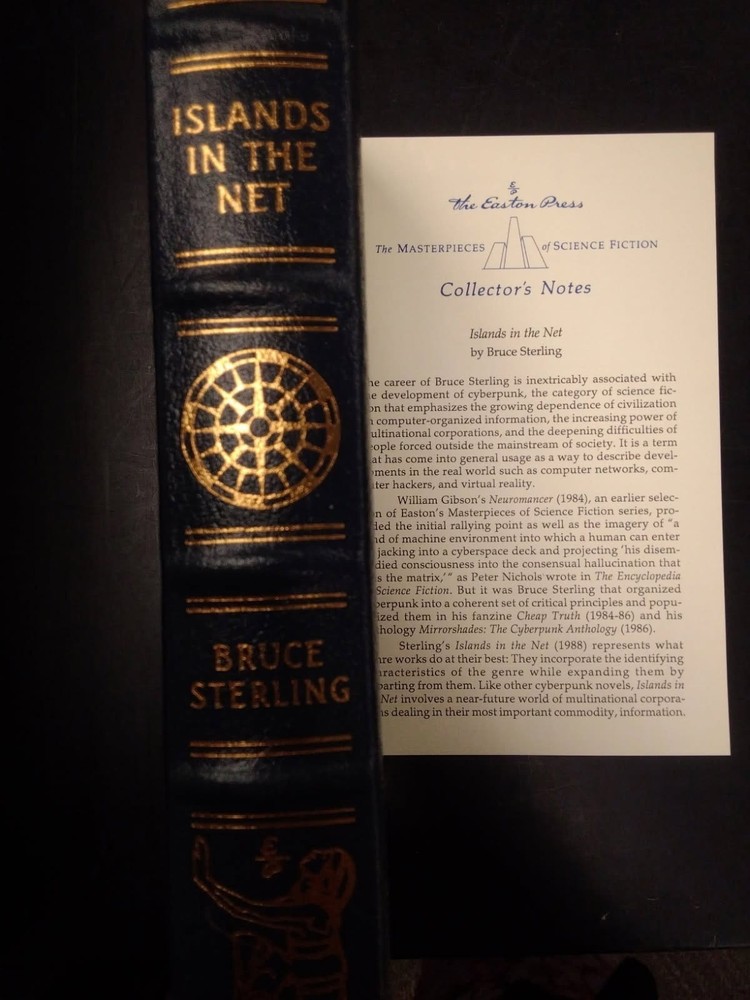 ISLANDS
IN THE
NET
BRUCE
STERLING
E/P
E/P
the Easton Press
The MASTERPIECES of SCIENCE FICTION
Collector's Notes
Islands in the Net
by Bruce Sterling
he career of Bruce Sterling is inextricably associated with
e development of cyberpunk, the category of science fic-
on that emphasizes the growing dependence of civilization
n computer-organized information, the increasing power of
ultinational corporations, and the deepening difficulties of
eople forced outside the mainstream of society. It is a term
at has come into general usage as a way to describe devel-
pments in the real world such as computer networks, com-
ter hackers, and virtual reality.
William Gibson's Neuromancer (1984), an earlier selec-
n of Easton's Masterpieces of Science Fiction series, pro-
ded the initial rallying point as well as the imagery of "a
nd of machine environment into which a human can enter
jacking into a cyberspace deck and projecting 'his disem-
died consciousness into the consensual hallucination that
s the matrix,'" as Peter Nichols wrote in The Encyclopedia
Science Fiction. But it was Bruce Sterling that organized
berpunk into a coherent set of critical principles and popu-
ized them in his fanzine Cheap Truth (1984-86) and his
thology Mirrorshades: The Cyberpunk Anthology (1986).
Sterling's Islands in the Net (1988) represents what
nre works do at their best: They incorporate the identifying
aracteristics of the genre while expanding them by
parting from them. Like other cyberpunk novels, Islands in
Net involves a near-future world of multinational corpora-
ns dealing in their most important commodity, information.